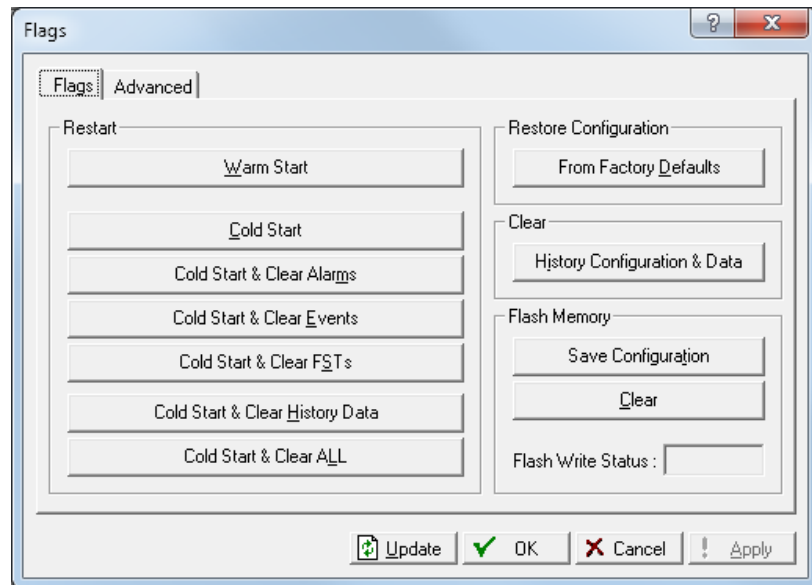 Flags
Flags Advanced
Restart
Warm Start
Cold Start
Cold Start & Clear Alarms
Cold Start & Clear Events
Cold Start & Clear FSTs
Cold Start & Clear History Data
Cold Start & Clear ALL
Restore Configuration
From Factory Defaults
Clear
History Configuration & Data
Flash Memory
Save Configuration
Clear
Flash Write Status :
Update OK Cancel Apply